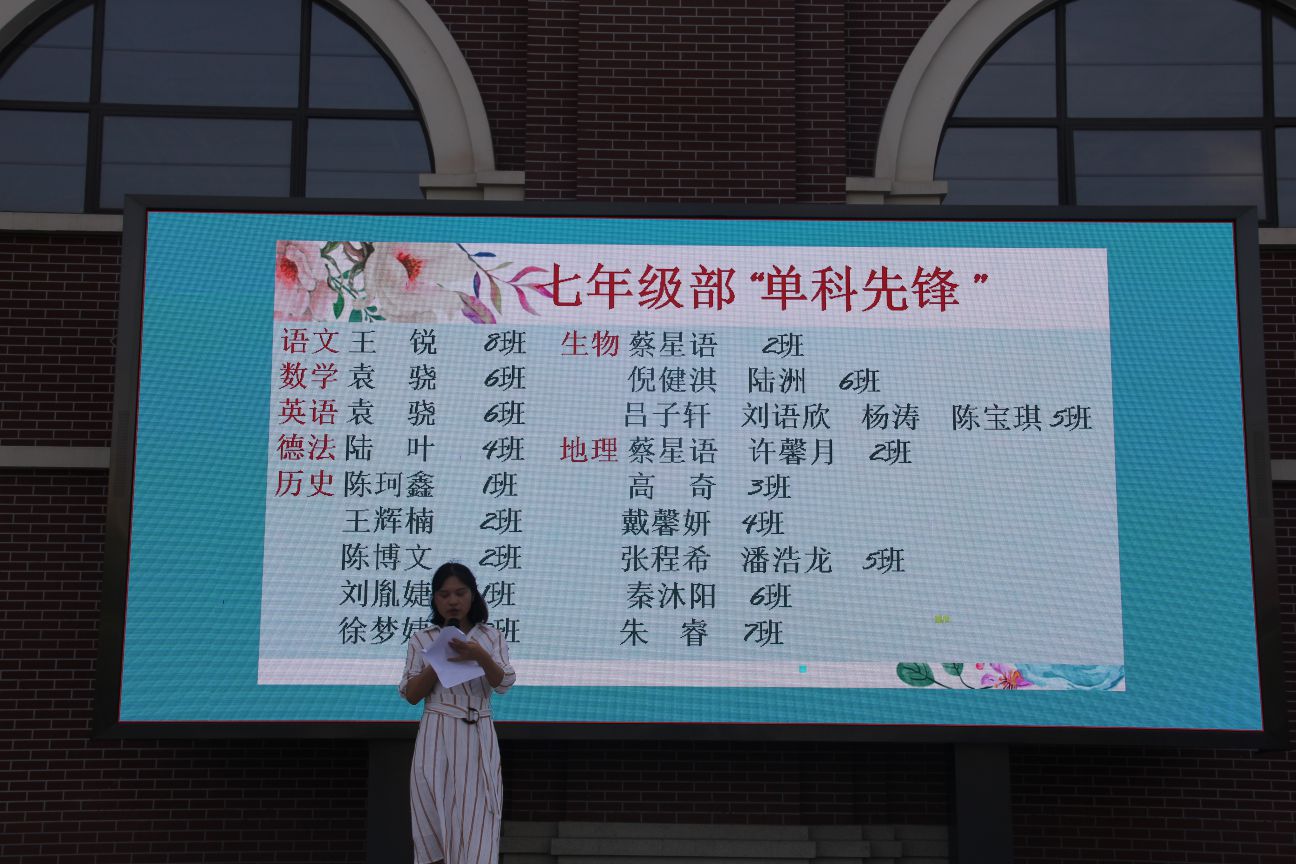 七年级部“单科先锋”
语文 王 锐 8班
数学 袁 骁 6班
英语 袁 骁 6班
德法 陆 叶 4班
历史 陈珂鑫 1班
王辉楠 2班
陈博文 2班
刘胤婕 班
徐梦 班
生物 蔡星语 2班
倪健淇 陆洲 6班
吕子轩 刘语欣 杨涛 陈宝琪 5班
地理 蔡星语 许馨月 2班
高 奇 3班
戴馨妍 4班
张程希 潘浩龙 5班
秦沐阳 6班
朱 睿 7班